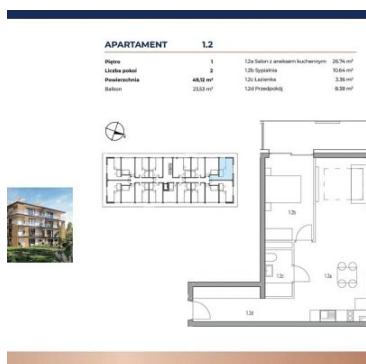 APARTAMENT 1.2
Piętro 1
Liczba pokoi 2
Powierzchnia 48,12 m²
Balkon 23,53 m²
1.2a Salon z aneksem kuchennym 26.74 m²
1.2b Sypialnia 10.64 m²
1.2c Łazienka 3.36 m²
1.2d Przedpokój 8.38 m²
1.2b
1.2c
1.2a
1.2d